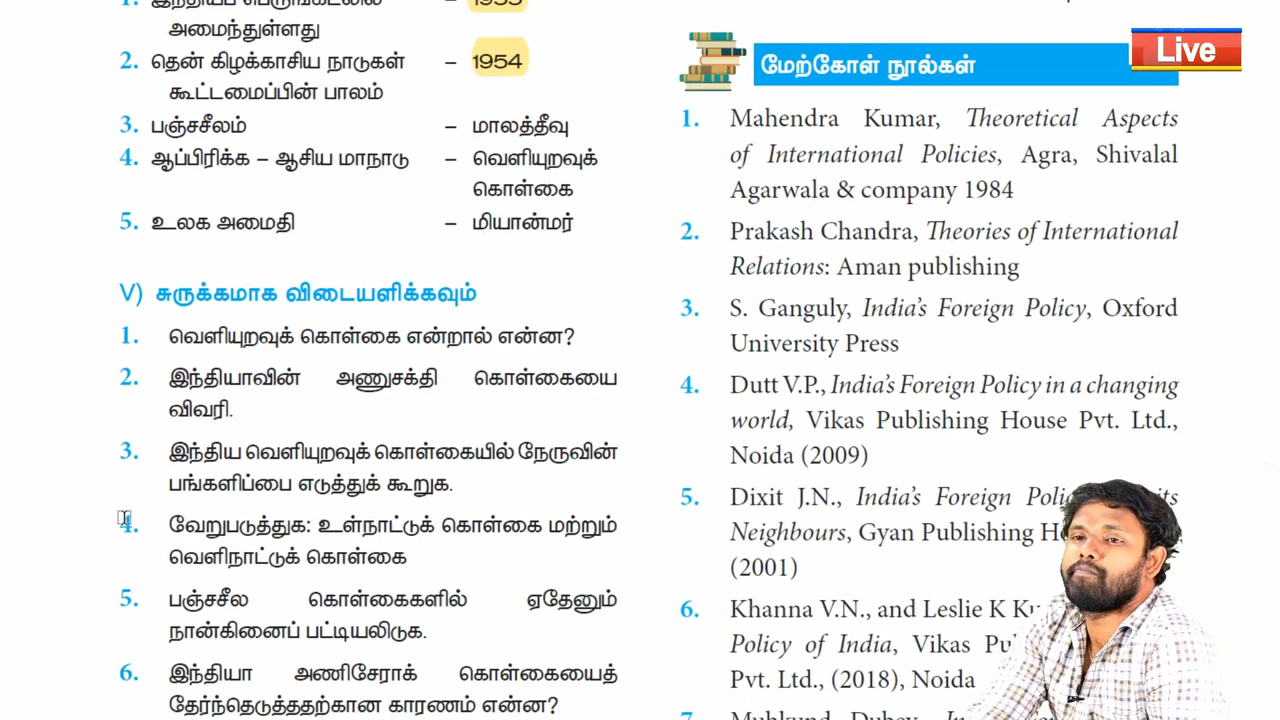 1. இந்தியப் பெருங்கடலில் – 1955
அமைந்துள்ளது
2. தென் கிழக்காசிய நாடுகள் – 1954
கூட்டமைப்பின் பாலம்
3. பஞ்சசீலம் – மாலத்தீவு
4. ஆப்பிரிக்க – ஆசிய மாநாடு – வெளியுறவுக்
கொள்கை
5. உலக அமைதி – மியான்மர்
V) சுருக்கமாக விடையளிக்கவும்
1. வெளியுறவுக் கொள்கை என்றால் என்ன?
2. இந்தியாவின் அணுசக்தி கொள்கையை
விவரி.
3. இந்திய வெளியுறவுக் கொள்கையில் நேருவின்
பங்களிப்பை எடுத்துக் கூறுக.
4. வேறுபடுத்துக: உள்நாட்டுக் கொள்கை மற்றும்
வெளிநாட்டுக் கொள்கை
5. பஞ்சசீல கொள்கைகளில் ஏதேனும்
நான்கினைப் பட்டியலிடுக.
6. இந்தியா அணிசேராக் கொள்கையைத்
தேர்ந்தெடுத்ததற்கான காரணம் என்ன?
Live
மேற்கோள் நூல்கள்
1. Mahendra Kumar, Theoretical Aspects
of International Policies, Agra, Shivalal
Agarwala & company 1984
2. Prakash Chandra, Theories of International
Relations: Aman publishing
3. S. Ganguly, India's Foreign Policy, Oxford
University Press
4. Dutt V.P., India's Foreign Policy in a changing
world, Vikas Publishing House Pvt. Ltd.,
Noida (2009)
5. Dixit J.N., India's Foreign
Neighbours, Gyan Publishing
(2001)
6. Khanna V.N., and Leslie K
Policy of India, Vikas
Pvt. Ltd., (2018), Noida
7.